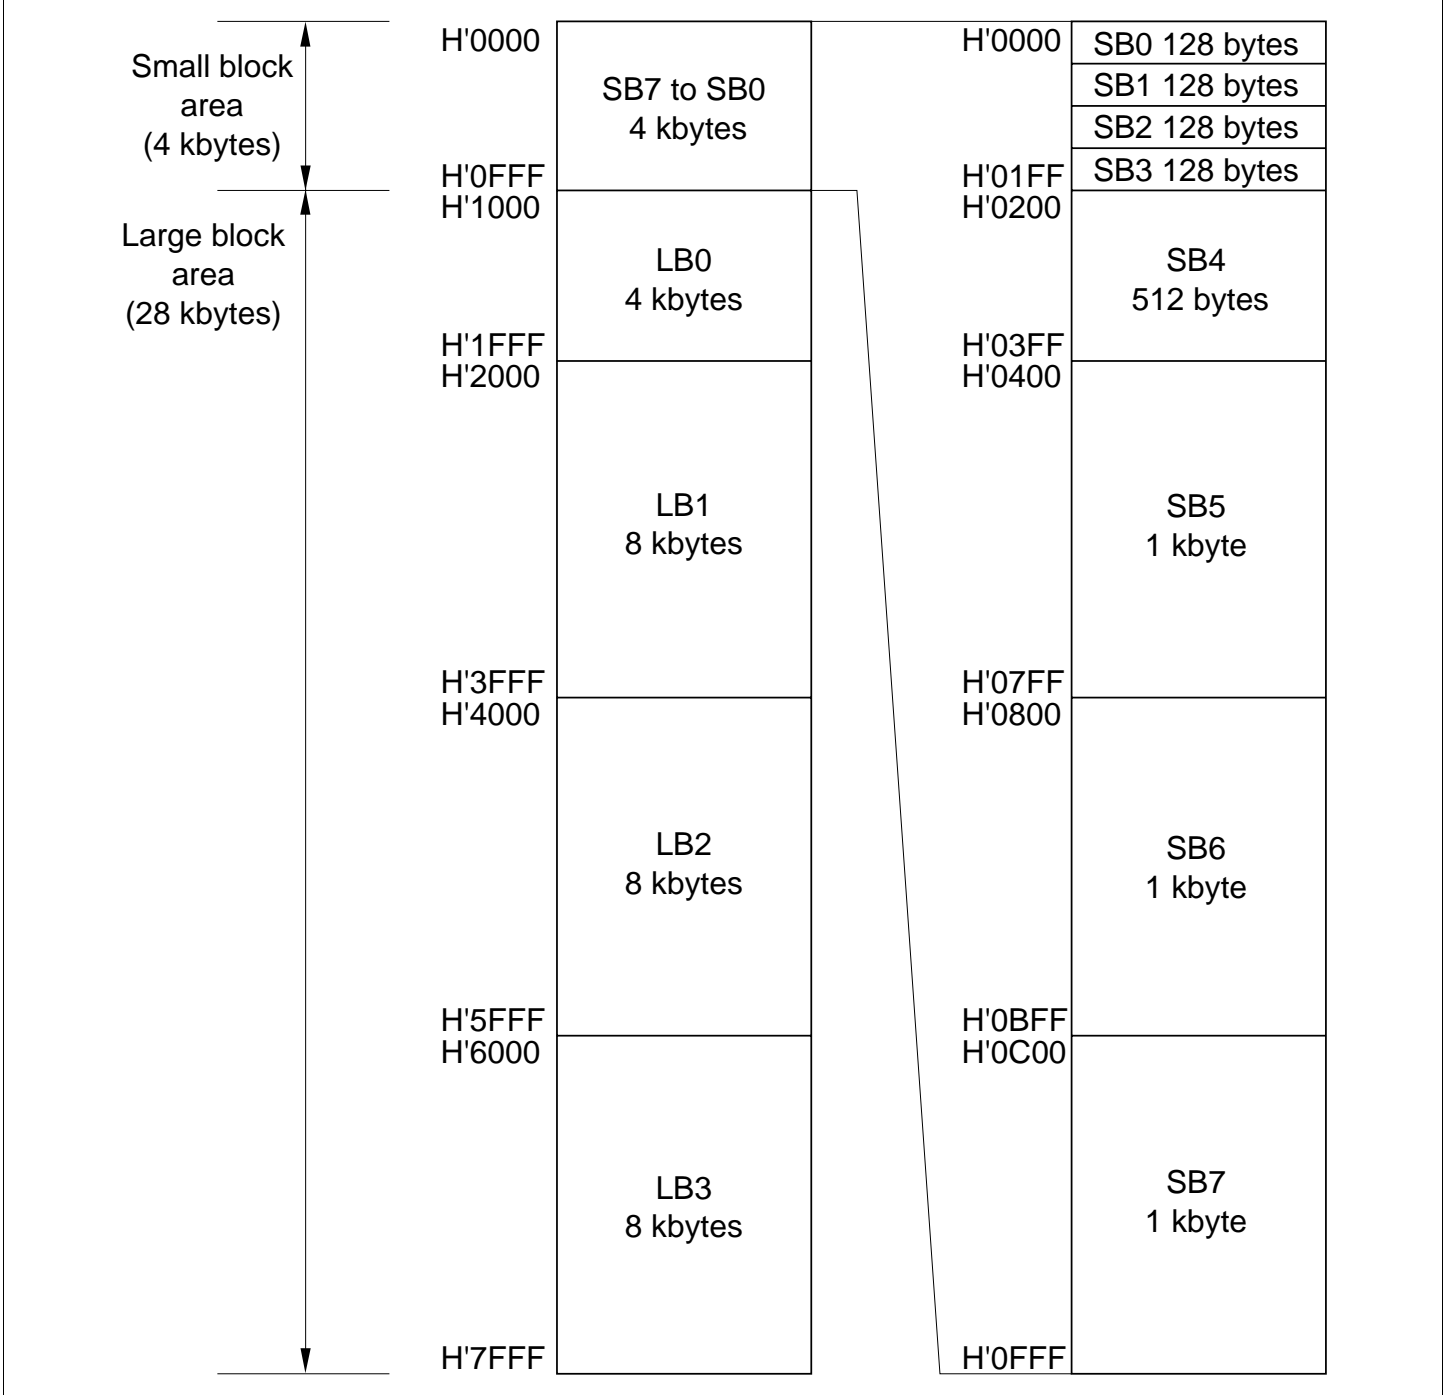 Small block
area
(4 kbytes)
Large block
area
(28 kbytes)
H'0000
SB7 to SB0
4 kbytes
H'0FFF
H'1000
LB0
4 kbytes
H'1FFF
H'2000
LB1
8 kbytes
H'3FFF
H'4000
LB2
8 kbytes
H'5FFF
H'6000
LB3
8 kbytes
H'7FFF
H'0000
SB0 128 bytes
SB1 128 bytes
SB2 128 bytes
SB3 128 bytes
H'01FF
H'0200
SB4
512 bytes
H'03FF
H'0400
SB5
1 kbyte
H'07FF
H'0800
SB6
1 kbyte
H'0BFF
H'0C00
SB7
1 kbyte
H'0FFF